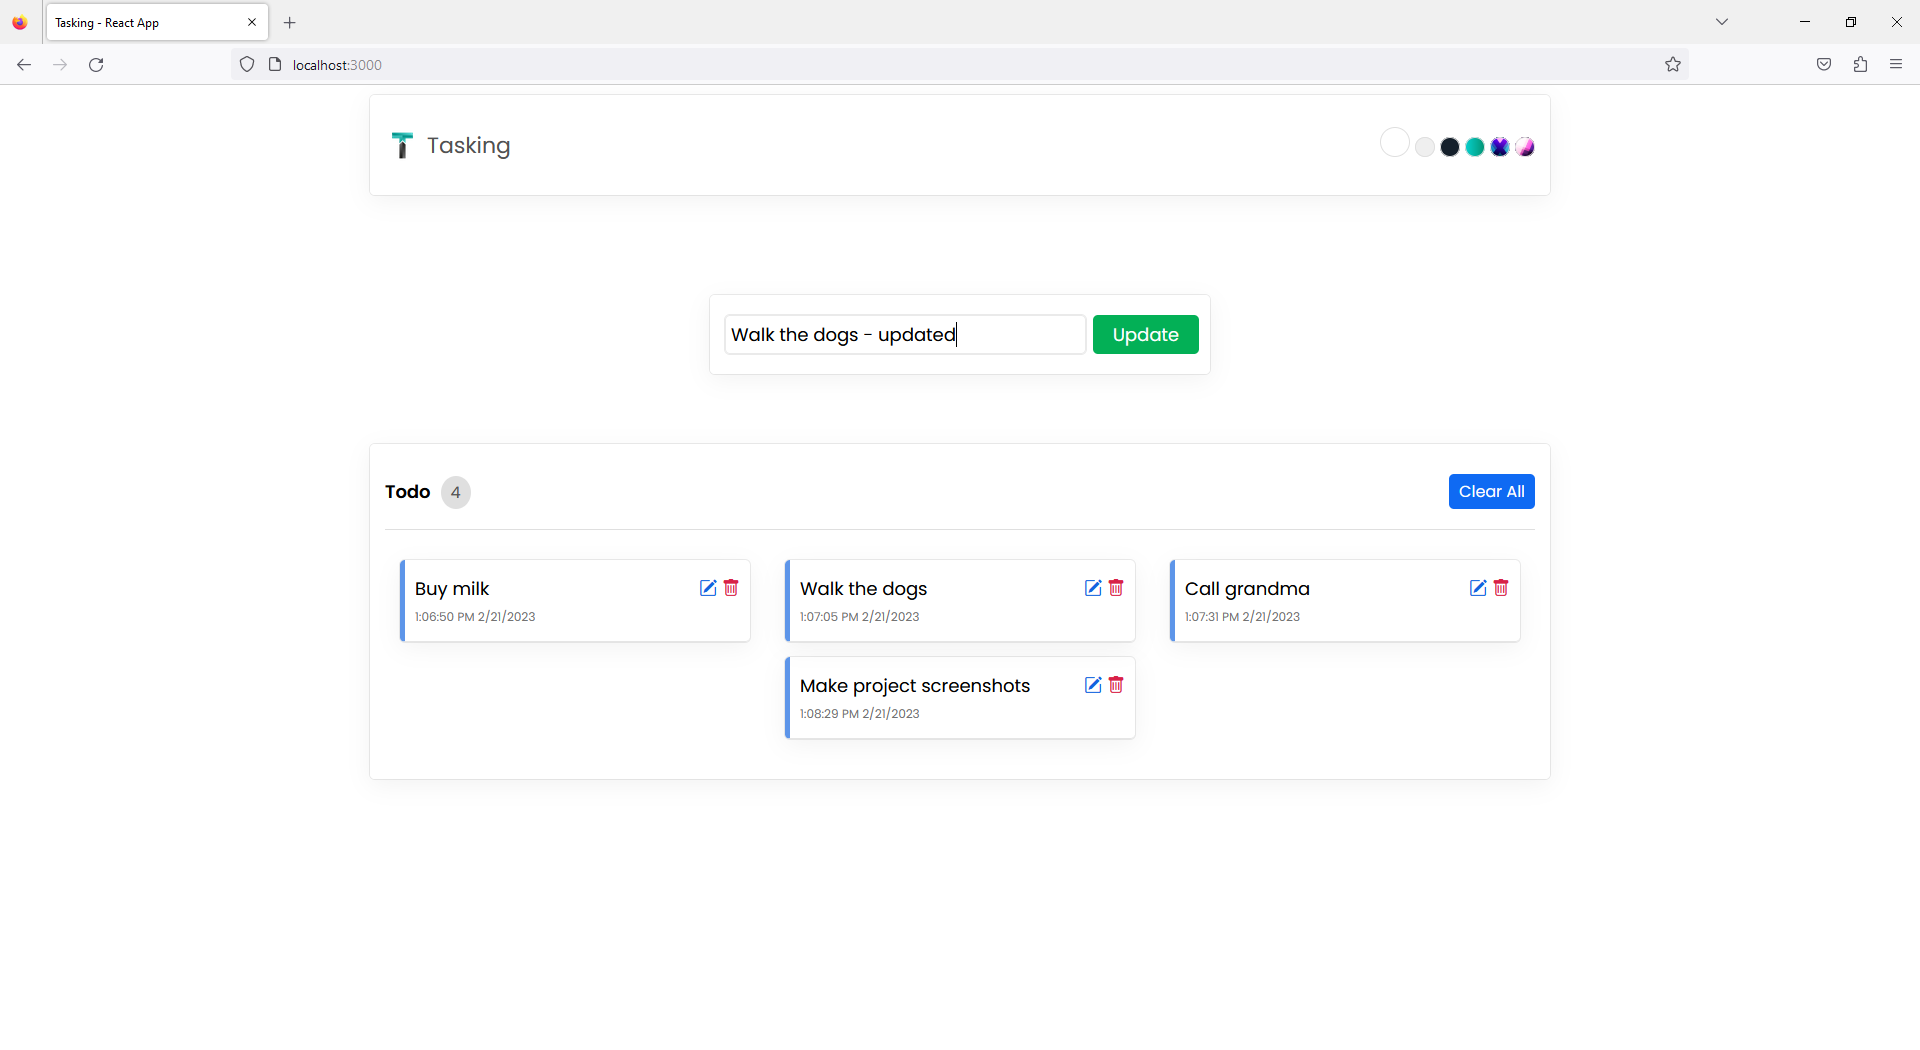 Tasking - React App
localhost:3000
Tasking
Walk the dogs - updated
Update
Todo 4
Clear All
Buy milk
1:06:50 PM 2/21/2023
Walk the dogs
1:07:05 PM 2/21/2023
Call grandma
1:07:31 PM 2/21/2023
Make project screenshots
1:08:29 PM 2/21/2023